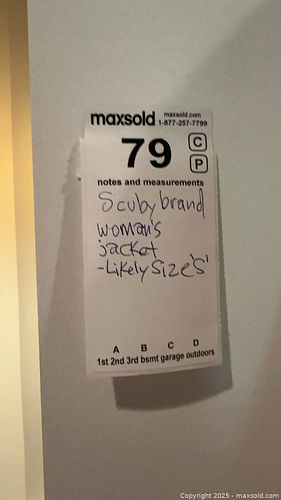 maxsold maxsold.com
1-877-257-7799
79 C
P
notes and measurements
Scuby brand
woman's
jacket
-Likely size 'S'
A B C D
1st 2nd 3rd bsmt garage outdoors
Copyright 2025 - maxsold.com